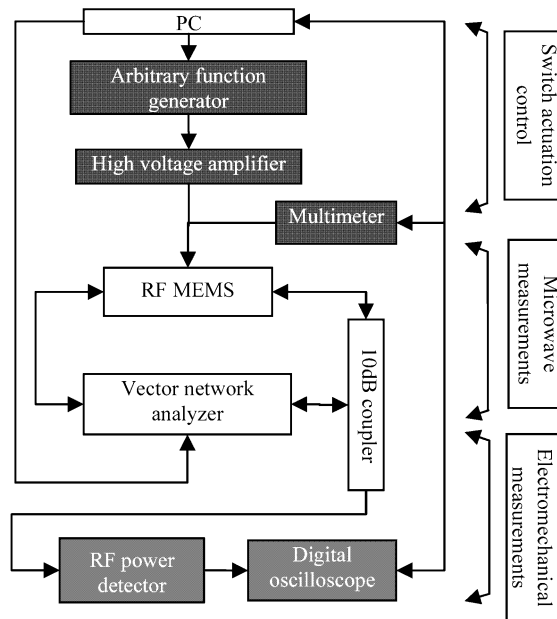 PC
Arbitrary function
generator
High voltage amplifier
Multimeter
RF MEMS
10dB coupler
Vector network
analyzer
RF power
detector
Digital
oscilloscope
Switch actuation
control
Microwave
measurements
Electromechanical
measurements